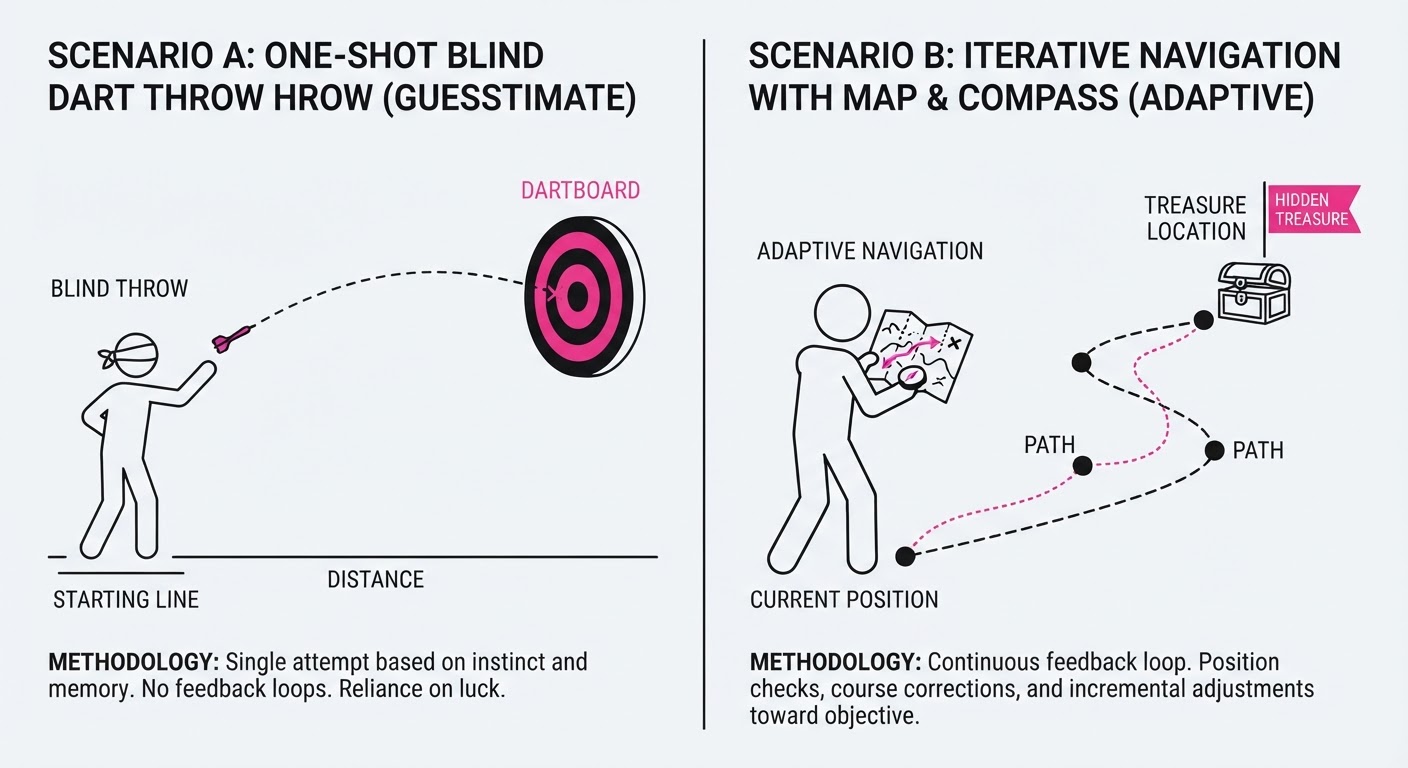 SCENARIO A: ONE-SHOT BLIND
DART THROW HROW (GUESSTIMATE)
DARTBOARD
BLIND THROW
DISTANCE
STARTING LINE
METHODOLOGY: Single attempt based on instinct and
memory. No feedback loops. Reliance on luck.
SCENARIO B: ITERATIVE NAVIGATION
WITH MAP & COMPASS (ADAPTIVE)
TREASURE
LOCATION
HIDDEN
TREASURE
ADAPTIVE NAVIGATION
PATH
PATH
CURRENT POSITION
METHODOLOGY: Continuous feedback loop. Position
checks, course corrections, and incremental adjustments
toward objective.